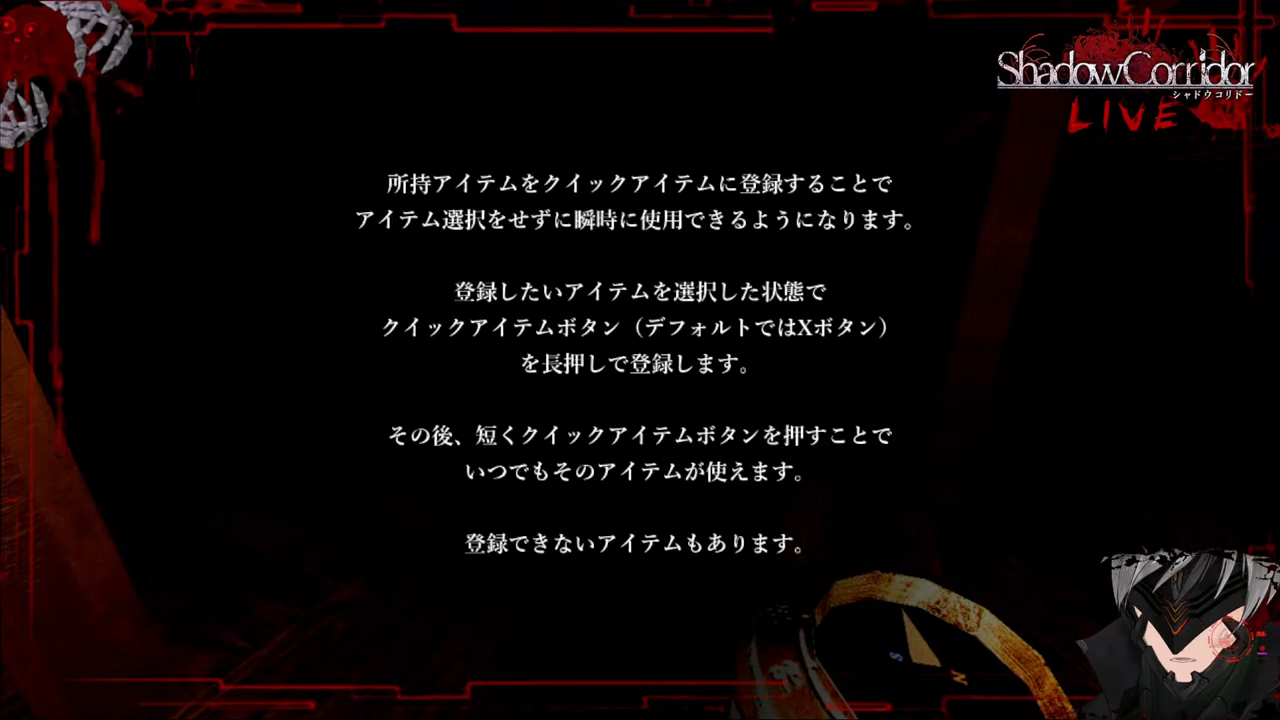 Shadow Corridor
シャドウコリドー
LIVE
所持アイテムをクイックアイテムに登録することで
アイテム選択をせずに瞬時に使用できるようになります。
登録したいアイテムを選択した状態で
クイックアイテムボタン（デフォルトではXボタン）
を長押しで登録します。
その後、短くクイックアイテムボタンを押すことで
いつでもそのアイテムが使えます。
登録できないアイテムもあります。
S
N